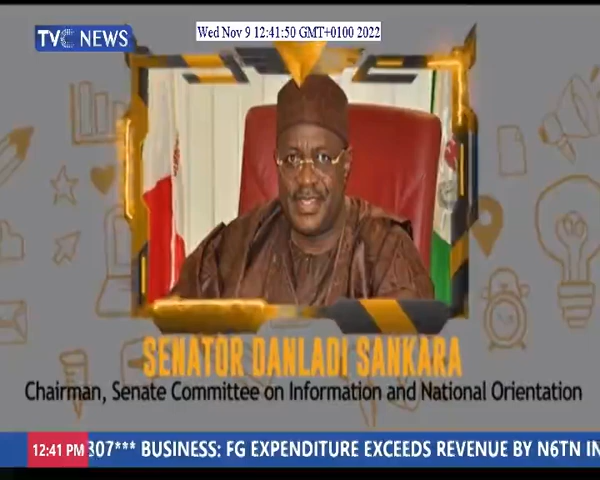 TVC NEWS
Wed Nov 9 12:41:50 GMT+0100 2022
SENATOR DANLADI SANKARA
Chairman, Senate Committee on Information and National Orientation
12:41 PM 307*** BUSINESS: FG EXPENDITURE EXCEEDS REVENUE BY N6TN IN